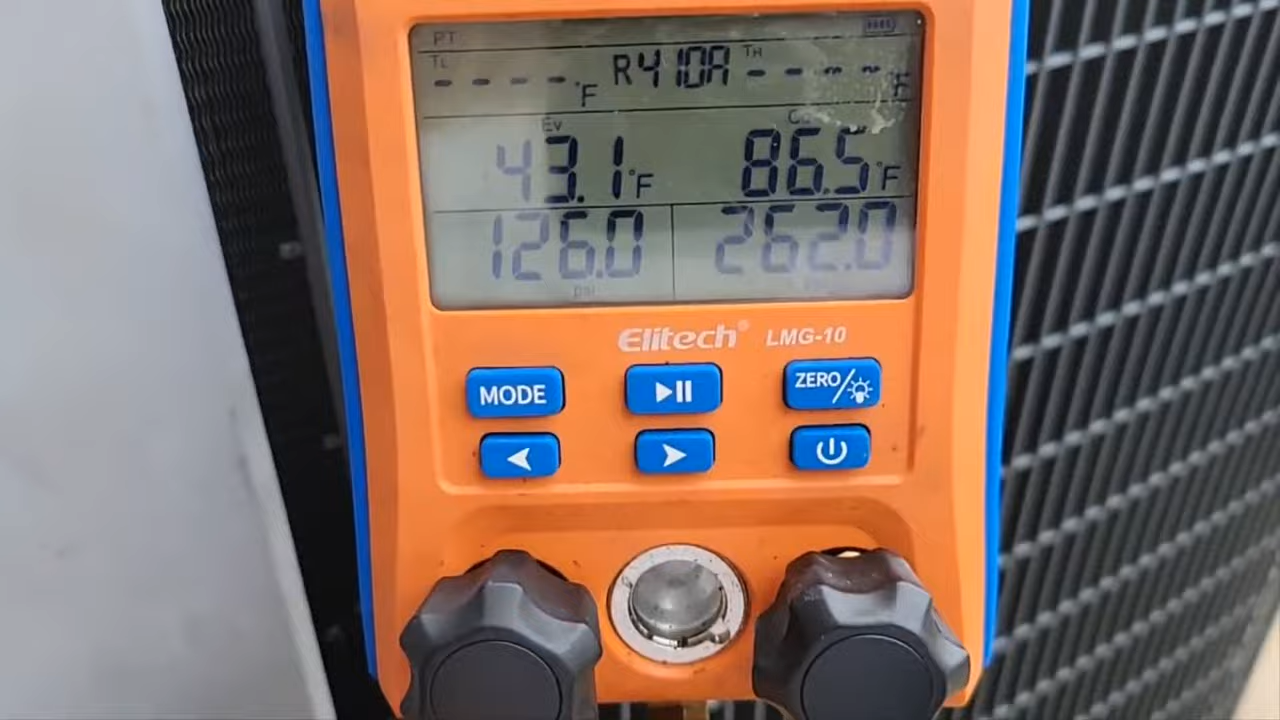 PT
TL R410A TH
- - - -.°F - - - - °F
Ev
43.1°F 86.5°F
126.0 262.0
psi
Elitech® LMG-10
MODE ZERO/